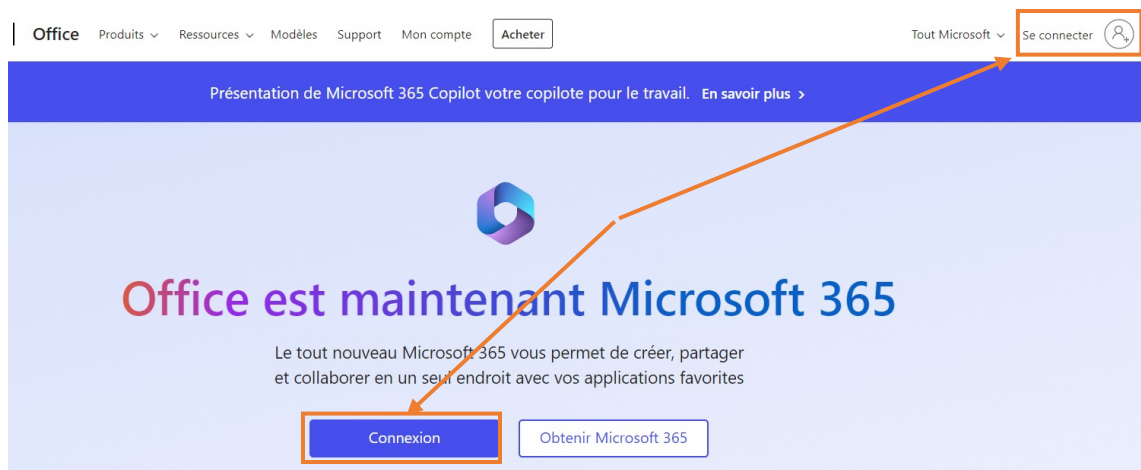 Office Produits Ressources Modèles Support Mon compte Acheter Tout Microsoft Se connecter
Présentation de Microsoft 365 Copilot votre copilote pour le travail. En savoir plus >
Office est maintenant Microsoft 365
Le tout nouveau Microsoft 365 vous permet de créer, partager
et collaborer en un seul endroit avec vos applications favorites
Connexion Obtenir Microsoft 365